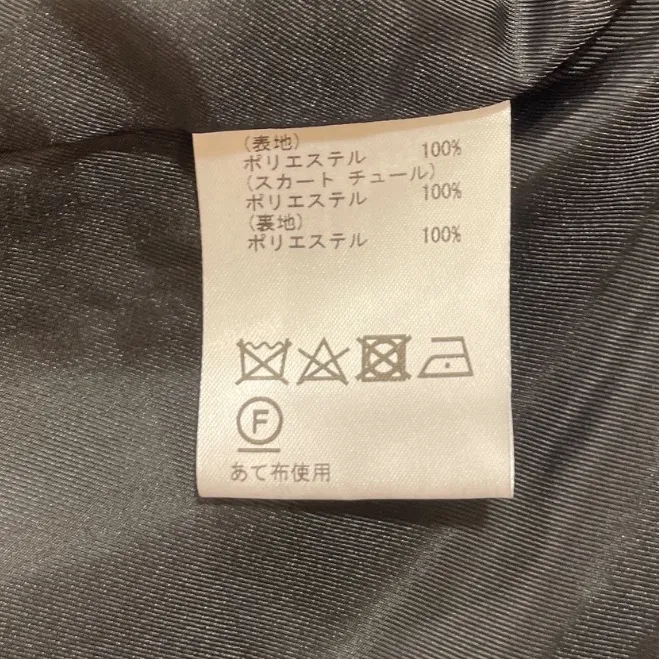 (表地)
ポリエステル 100%
(スカート チュール)
ポリエステル 100%
(裏地)
ポリエステル 100%
F
あて布使用